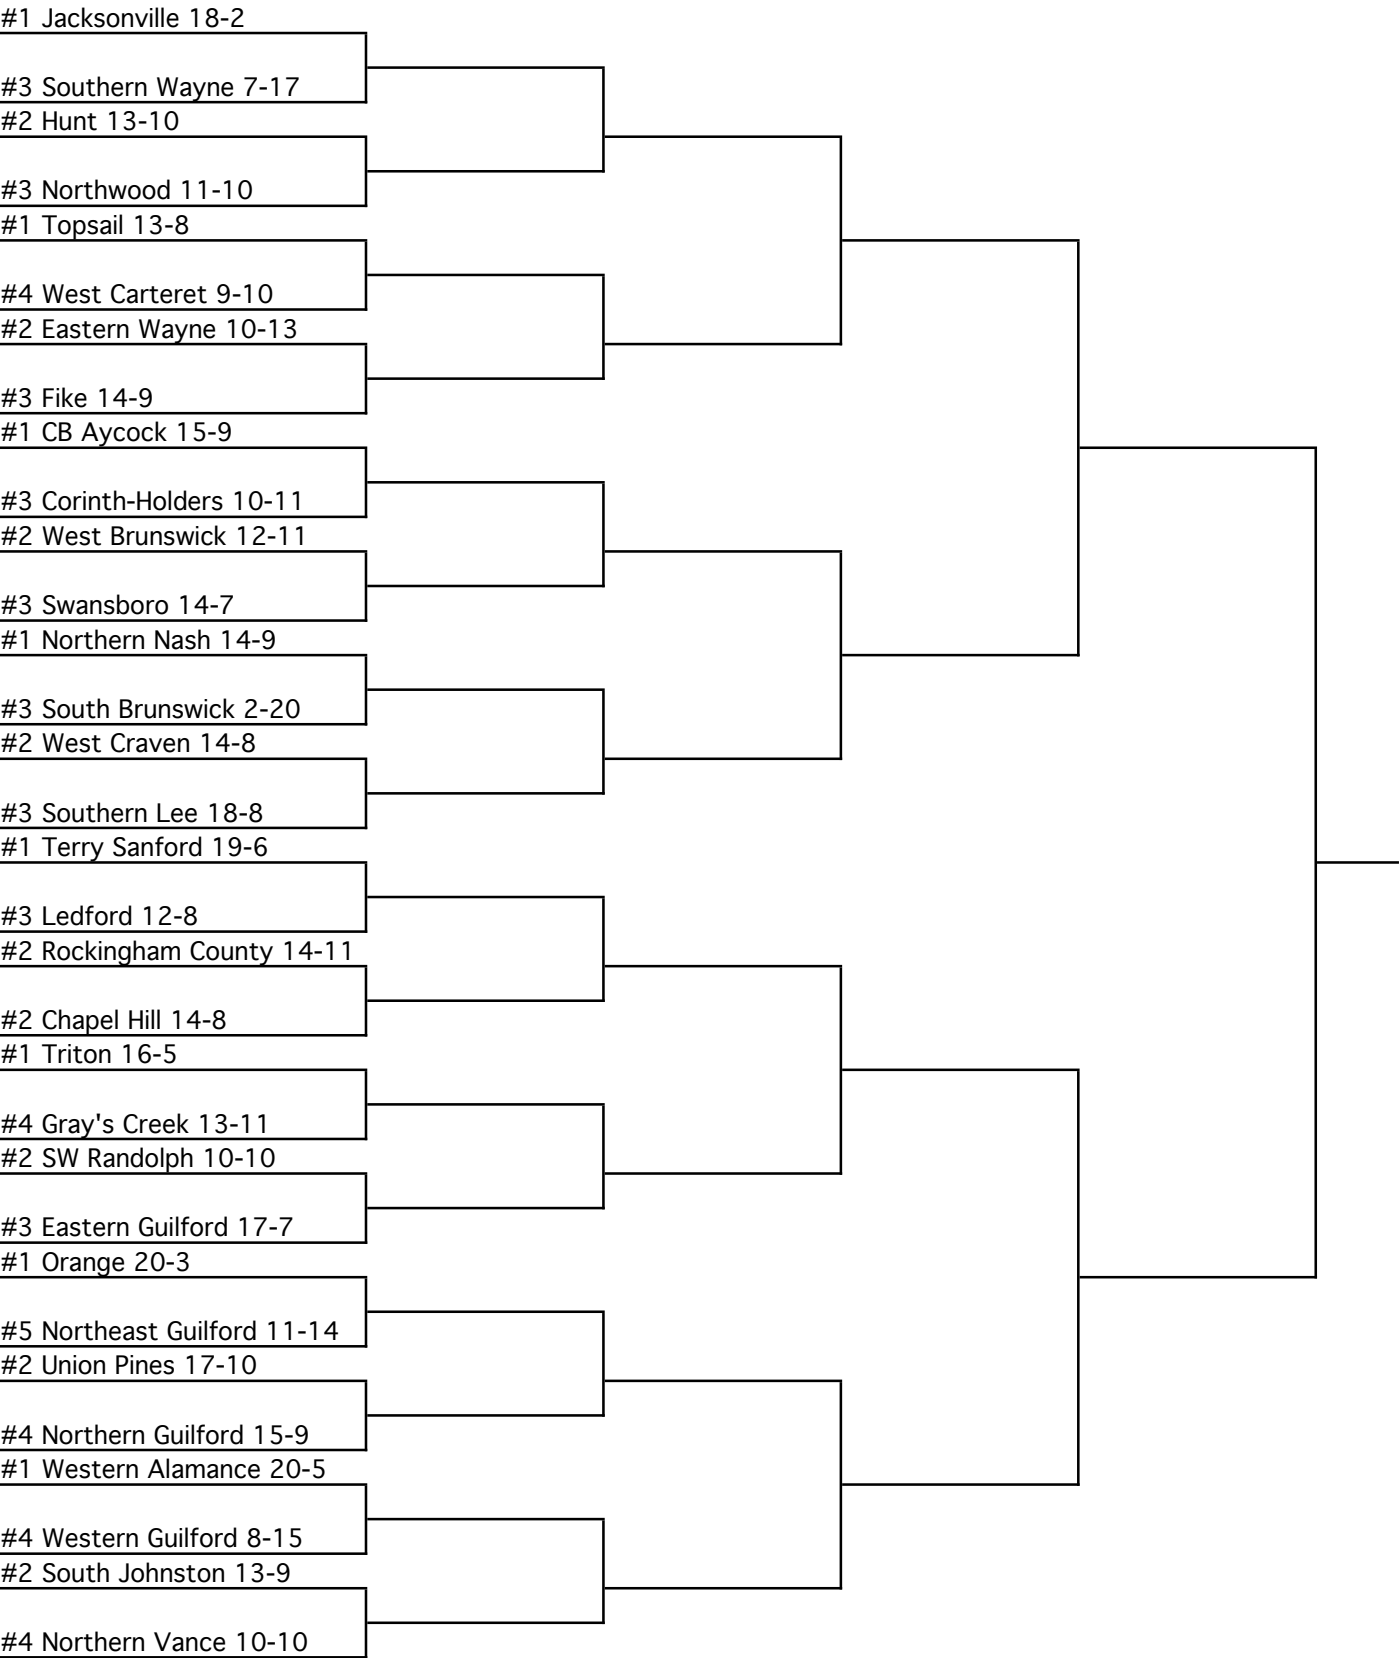 #1 Jacksonville 18-2
#3 Southern Wayne 7-17
#2 Hunt 13-10
#3 Northwood 11-10
#1 Topsail 13-8
#4 West Carteret 9-10
#2 Eastern Wayne 10-13
#3 Fike 14-9
#1 CB Aycock 15-9
#3 Corinth-Holders 10-11
#2 West Brunswick 12-11
#3 Swansboro 14-7
#1 Northern Nash 14-9
#3 South Brunswick 2-20
#2 West Craven 14-8
#3 Southern Lee 18-8
#1 Terry Sanford 19-6
#3 Ledford 12-8
#2 Rockingham County 14-11
#2 Chapel Hill 14-8
#1 Triton 16-5
#4 Gray's Creek 13-11
#2 SW Randolph 10-10
#3 Eastern Guilford 17-7
#1 Orange 20-3
#5 Northeast Guilford 11-14
#2 Union Pines 17-10
#4 Northern Guilford 15-9
#1 Western Alamance 20-5
#4 Western Guilford 8-15
#2 South Johnston 13-9
#4 Northern Vance 10-10